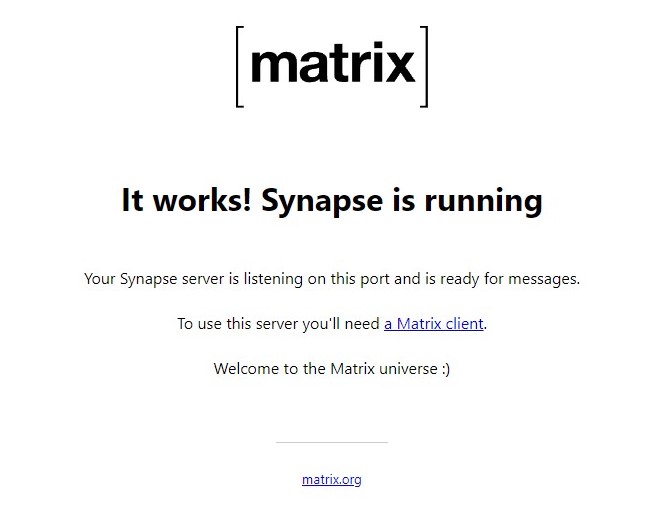 [matrix]
It works! Synapse is running
Your Synapse server is listening on this port and is ready for messages.
To use this server you'll need a Matrix client.
Welcome to the Matrix universe :)
matrix.org